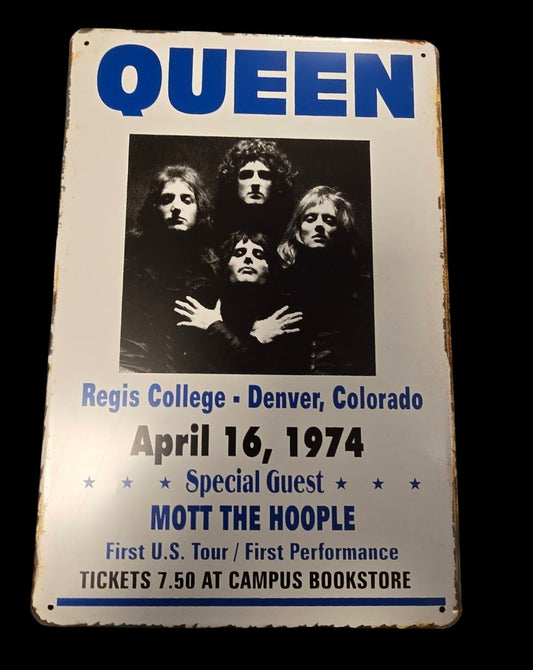 QUEEN
Regis College - Denver, Colorado
April 16, 1974
★ ★ ★ Special Guest ★ ★ ★
MOTT THE HOOPLE
First U.S. Tour / First Performance
TICKETS 7.50 AT CAMPUS BOOKSTORE